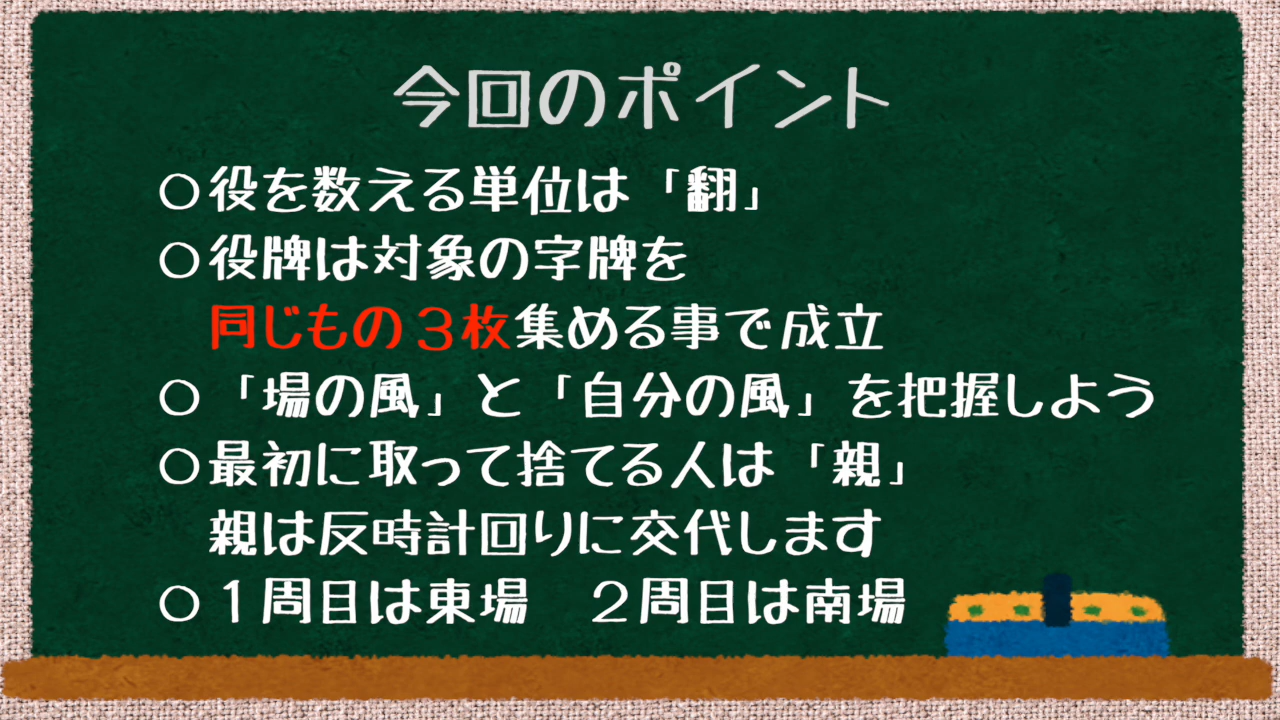 今回のポイント
○役を数える単位は「翻」
○役牌は対象の字牌を
同じもの３枚集める事で成立
○「場の風」と「自分の風」を把握しよう
○最初に取って捨てる人は「親」
親は反時計回りに交代します
○１周目は東場　２周目は南場